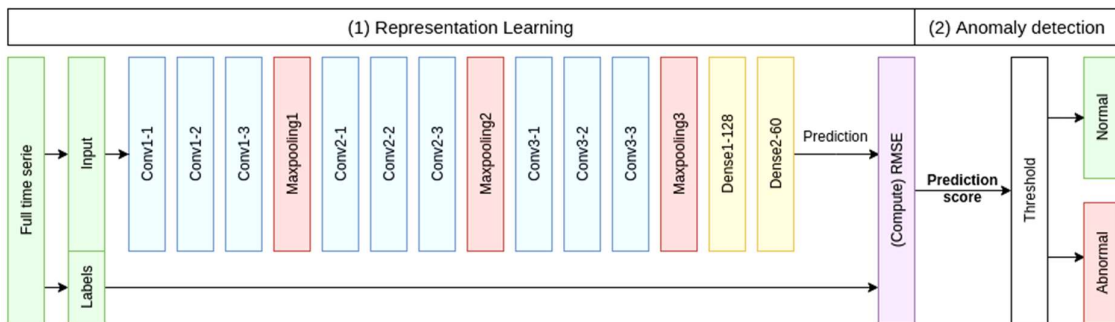 (1) Representation Learning
(2) Anomaly detection
Full time serie
Input
Labels
Conv1-1
Conv1-2
Conv1-3
Maxpooling1
Conv2-1
Conv2-2
Conv2-3
Maxpooling2
Conv3-1
Conv3-2
Conv3-3
Maxpooling3
Dense1-128
Dense2-60
Prediction
(Compute) RMSE
Prediction
score
Threshold
Normal
Abnormal